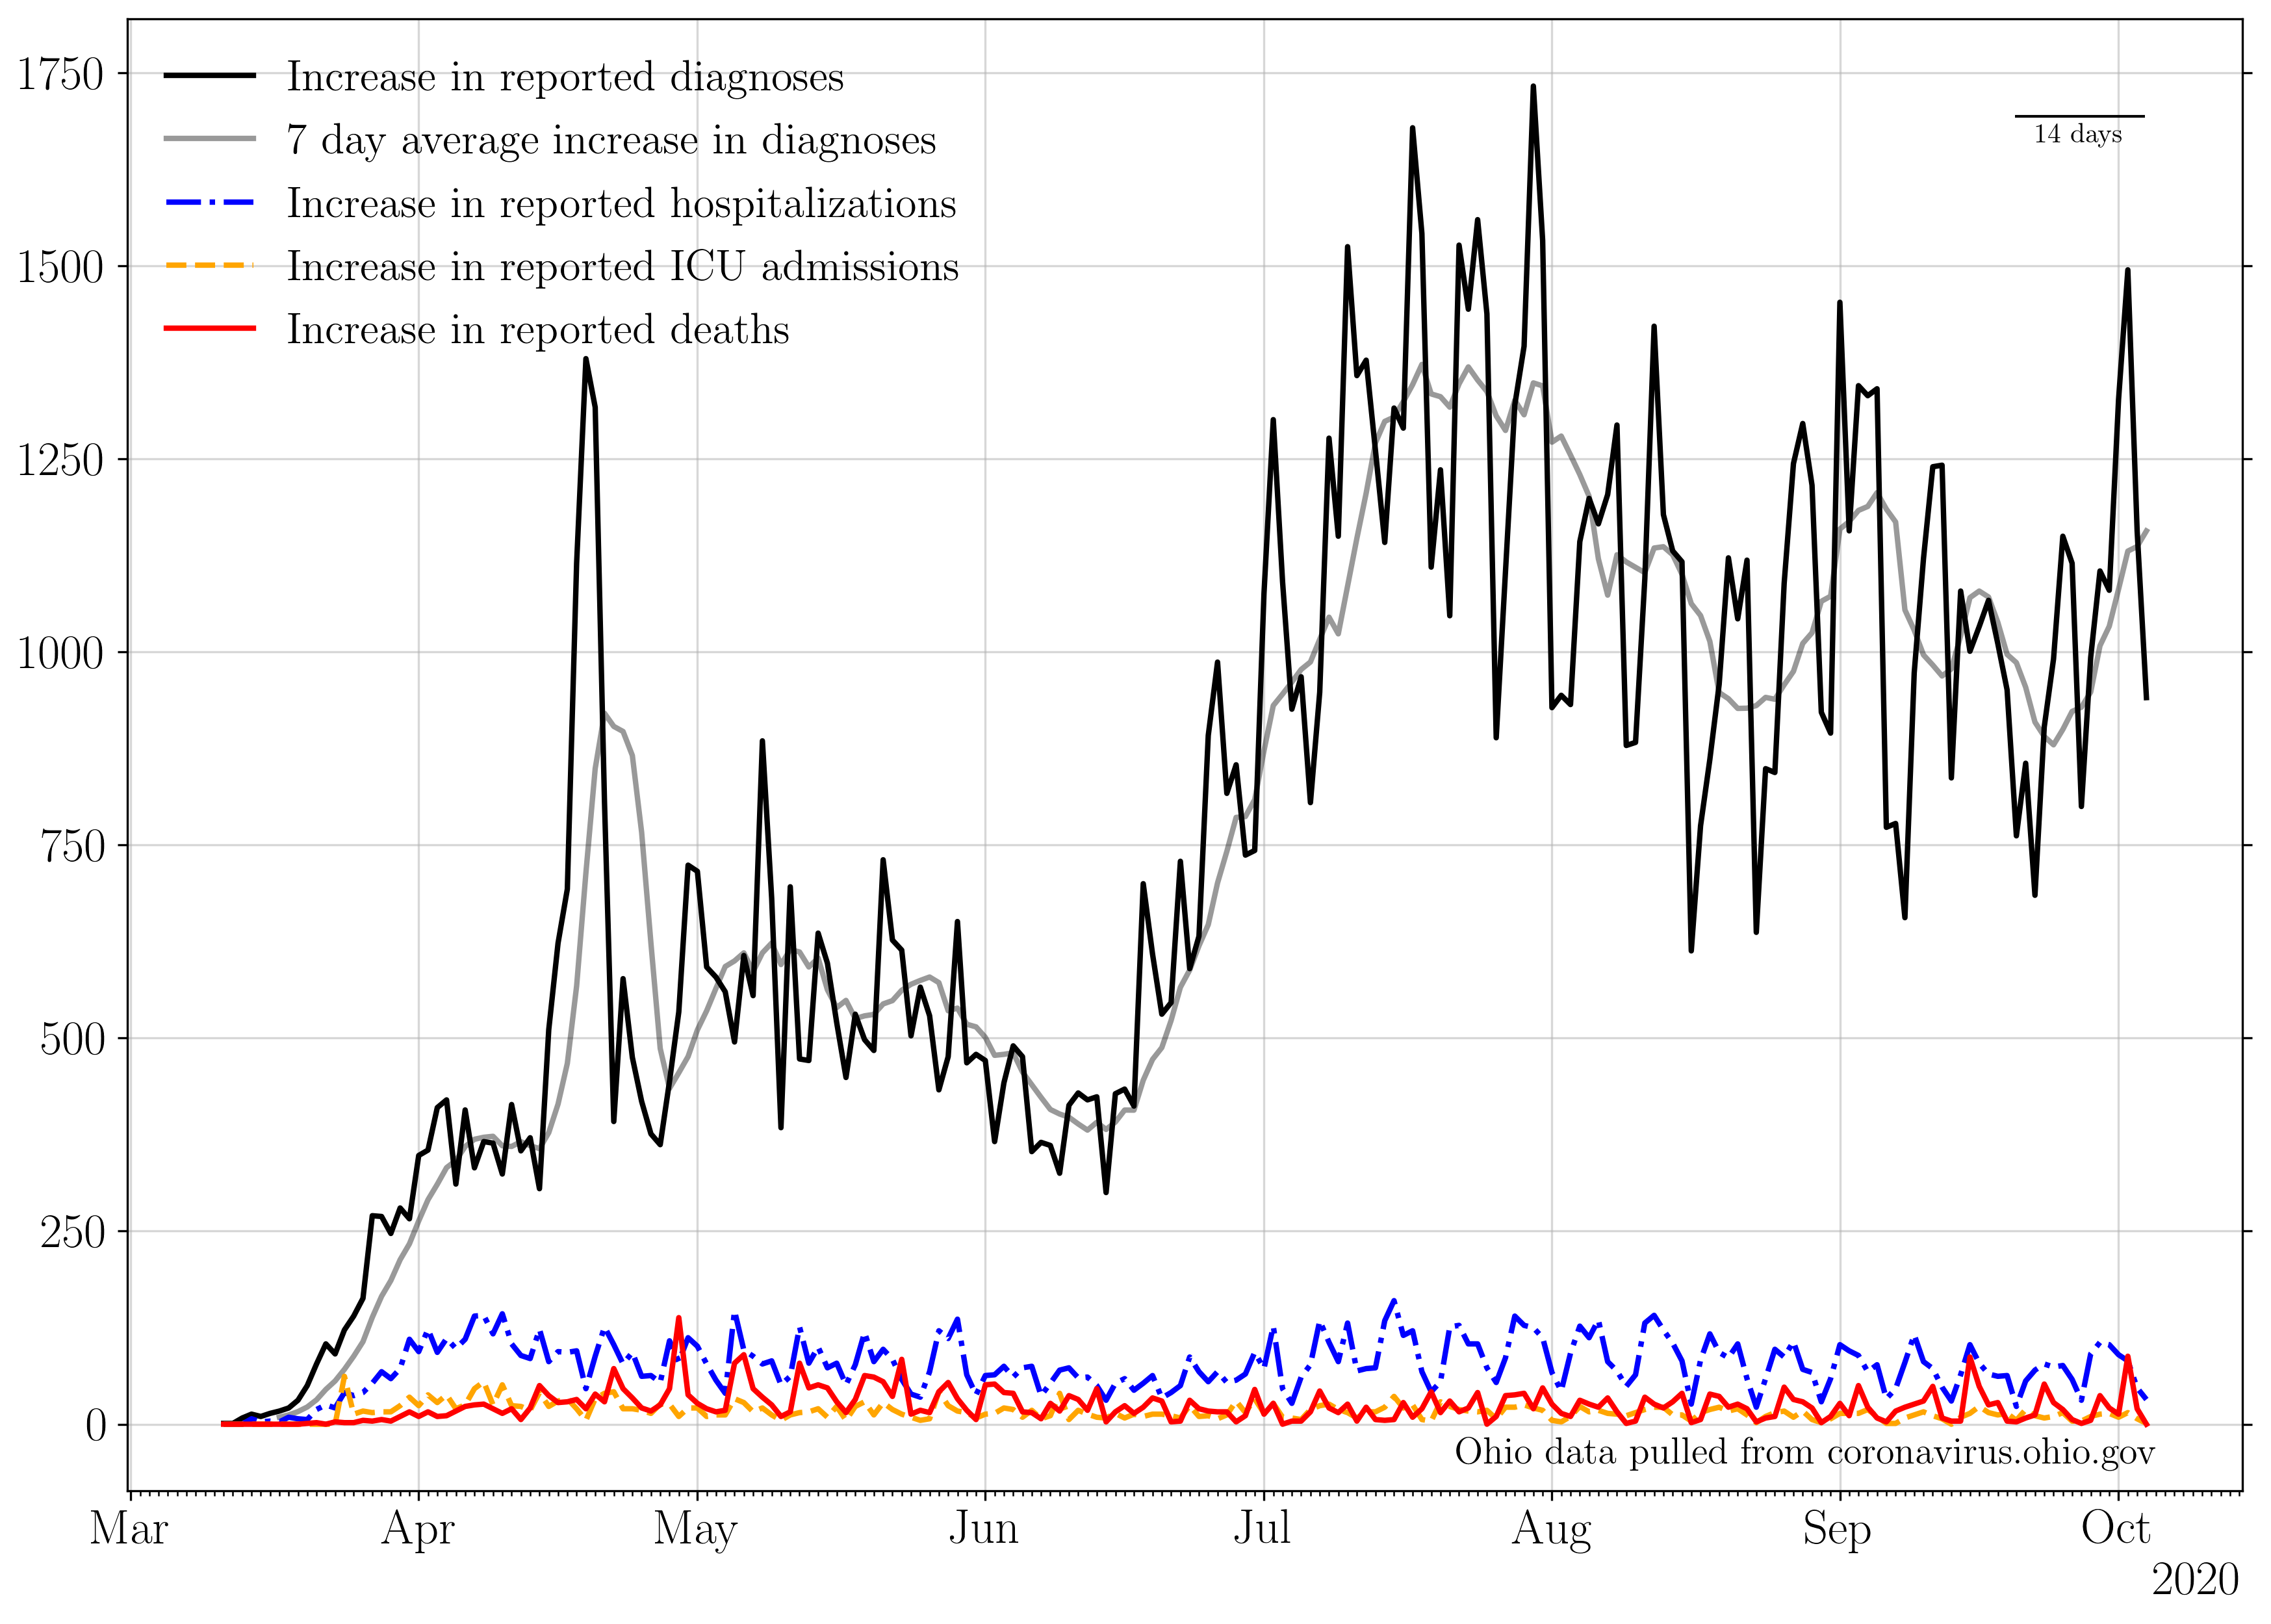 1750
1500
1250
1000
750
500
250
0
Increase in reported diagnoses
7 day average increase in diagnoses
Increase in reported hospitalizations
Increase in reported ICU admissions
Increase in reported deaths
14 days
Ohio data pulled from coronavirus.ohio.gov
Mar Apr May Jun Jul Aug Sep Oct
2020